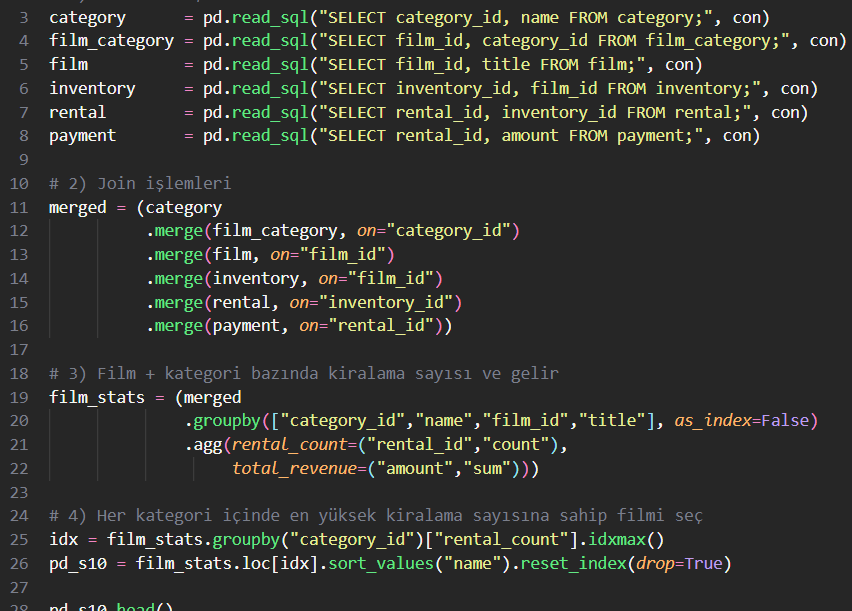 3 category      = pd.read_sql("SELECT category_id, name FROM category;", con)
4 film_category = pd.read_sql("SELECT film_id, category_id FROM film_category;", con)
5 film          = pd.read_sql("SELECT film_id, title FROM film;", con)
6 inventory     = pd.read_sql("SELECT inventory_id, film_id FROM inventory;", con)
7 rental        = pd.read_sql("SELECT rental_id, inventory_id FROM rental;", con)
8 payment       = pd.read_sql("SELECT rental_id, amount FROM payment;", con)
9
10 # 2) Join işlemleri
11 merged = (category
12           .merge(film_category, on="category_id")
13           .merge(film, on="film_id")
14           .merge(inventory, on="film_id")
15           .merge(rental, on="inventory_id")
16           .merge(payment, on="rental_id"))
17
18 # 3) Film + kategori bazında kiralama sayısı ve gelir
19 film_stats = (merged
20               .groupby(["category_id","name","film_id","title"], as_index=False)
21               .agg(rental_count=("rental_id","count"),
22                    total_revenue=("amount","sum")))
23
24 # 4) Her kategori içinde en yüksek kiralama sayısına sahip filmi seç
25 idx = film_stats.groupby("category_id")["rental_count"].idxmax()
26 pd_s10 = film_stats.loc[idx].sort_values("name").reset_index(drop=True)
27
28 pd_s10.head()